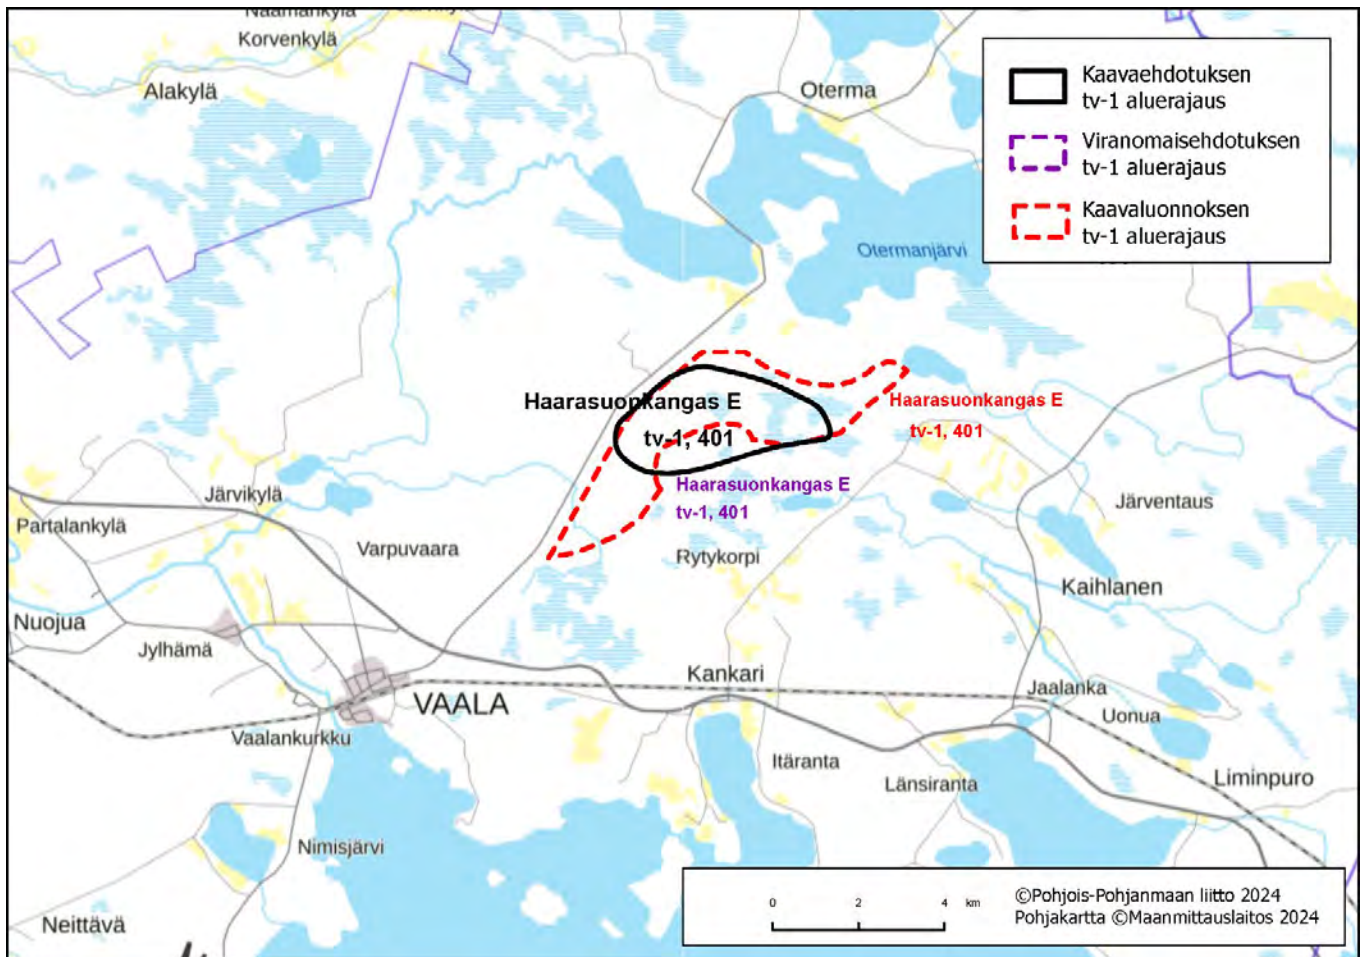 Korvenkylä
Alakylä
Oterma
Kaavaehdotuksen
tv-1 aluerajaus
Viranomaisehdotuksen
tv-1 aluerajaus
Kaavaluonnoksen
tv-1 aluerajaus
Otermanjärvi
Haarasuonkangas E
tv-1, 401
Haarasuonkangas E
tv-1, 401
Haarasuonkangas E
tv-1, 401
Järvikylä
Partalankylä
Varpuvaara
Rytykorpi
Järventaus
Kaihlanen
Nuojua
Jylhämä
Kankari
VAALA
Jaalanka
Uonua
Vaalankurkku
Itäranta
Länsiranta
Liminpuro
Nimisjärvi
Neittävä
0 2 4 km
©Pohjois-Pohjanmaan liitto 2024
Pohjakartta ©Maanmittauslaitos 2024